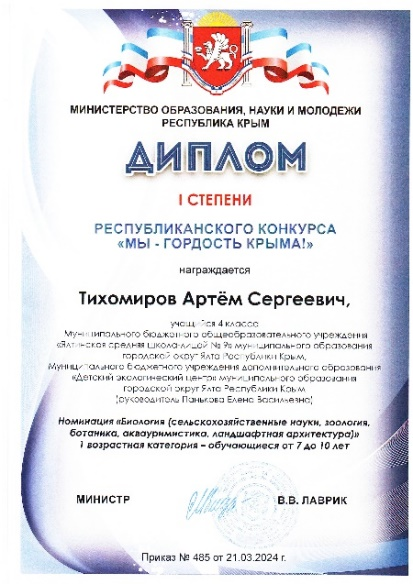 МИНИСТЕРСТВО ОБРАЗОВАНИЯ, НАУКИ И МОЛОДЕЖИ
РЕСПУБЛИКА КРЫМ
ДИПЛОМ
I СТЕПЕНИ
РЕСПУБЛИКАНСКОГО КОНКУРСА
«МЫ - ГОРДОСТЬ КРЫМА!»
награждается
Тихомиров Артём Сергеевич,
учащийся 4 класса
Муниципального бюджетного общеобразовательного учреждения
«Ялтинская средняя школа-лицей № 9» муниципального образования
городской округ Ялта Республики Крым,
Муниципального бюджетного учреждения дополнительного образования
«Детский экологический центр» муниципального образования
городской округ Ялта Республики Крым
(руководитель Панькова Елена Васильевна)
Номинация «Биология (сельскохозяйственные науки, зоология,
ботаника, аквариумистика, ландшафтная архитектура)»
1 возрастная категория – обучающиеся от 7 до 10 лет
МИНИСТР В.В. ЛАВРИК
Приказ № 485 от 21.03.2024 г.